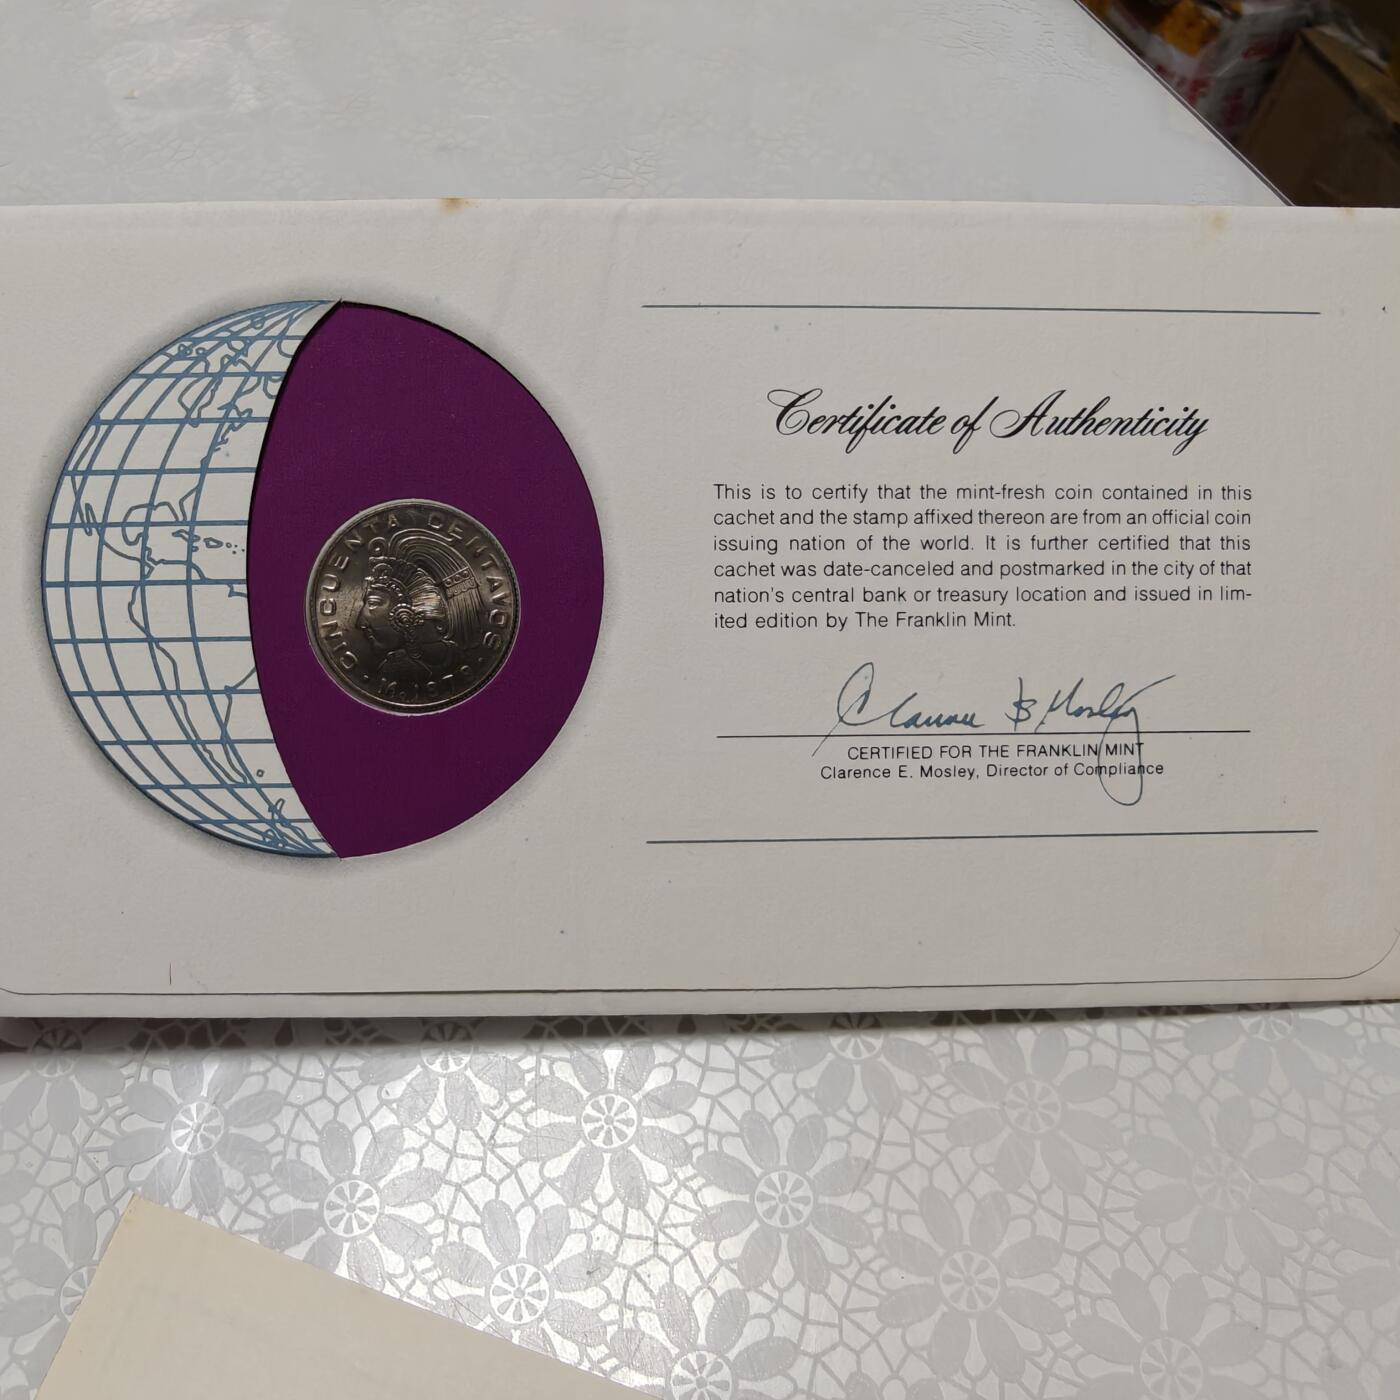 CINCUENTA CENTAVOS
Certificate of Authenticity
This is to certify that the mint-fresh coin contained in this
cachet and the stamp affixed thereon are from an official coin
issuing nation of the world. It is further certified that this
cachet was date-canceled and postmarked in the city of that
nation's central bank or treasury location and issued in lim-
ited edition by The Franklin Mint.
CERTIFIED FOR THE FRANKLIN MINT
Clarence E. Mosley, Director of Compliance